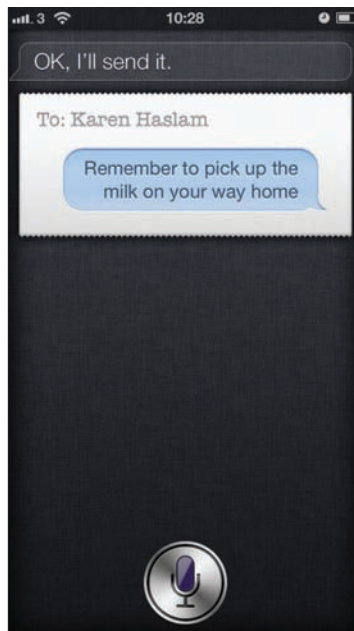 3 10:28
OK, I'll send it.
To: Karen Haslam
Remember to pick up the
milk on your way home